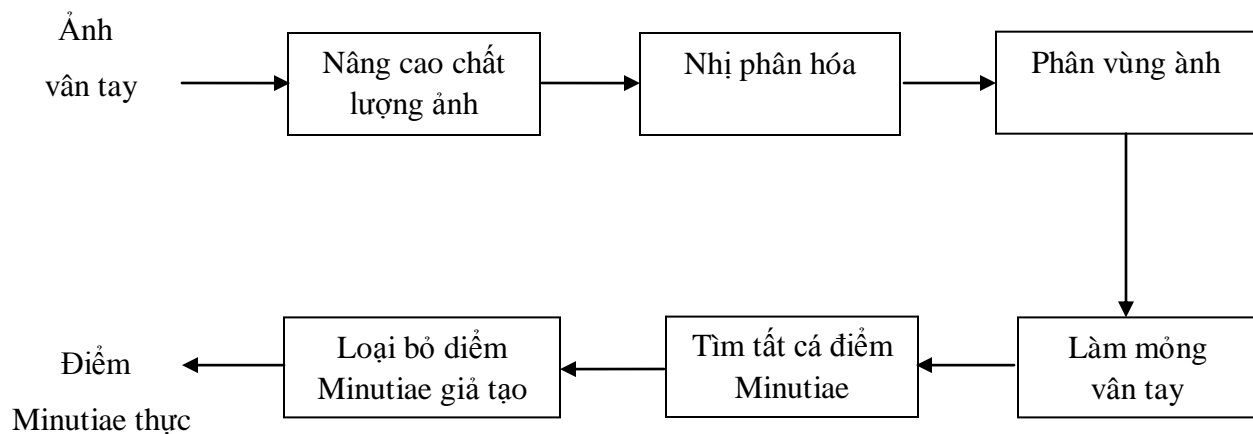 Ảnh
vân tay
Nâng cao chất
lượng ảnh
Nhị phân hóa
Phân vùng ành
Làm mỏng
vân tay
Tìm tất cá điểm
Minutiae
Loại bỏ diểm
Minutiae giả tạo
Điểm
Minutiae thực